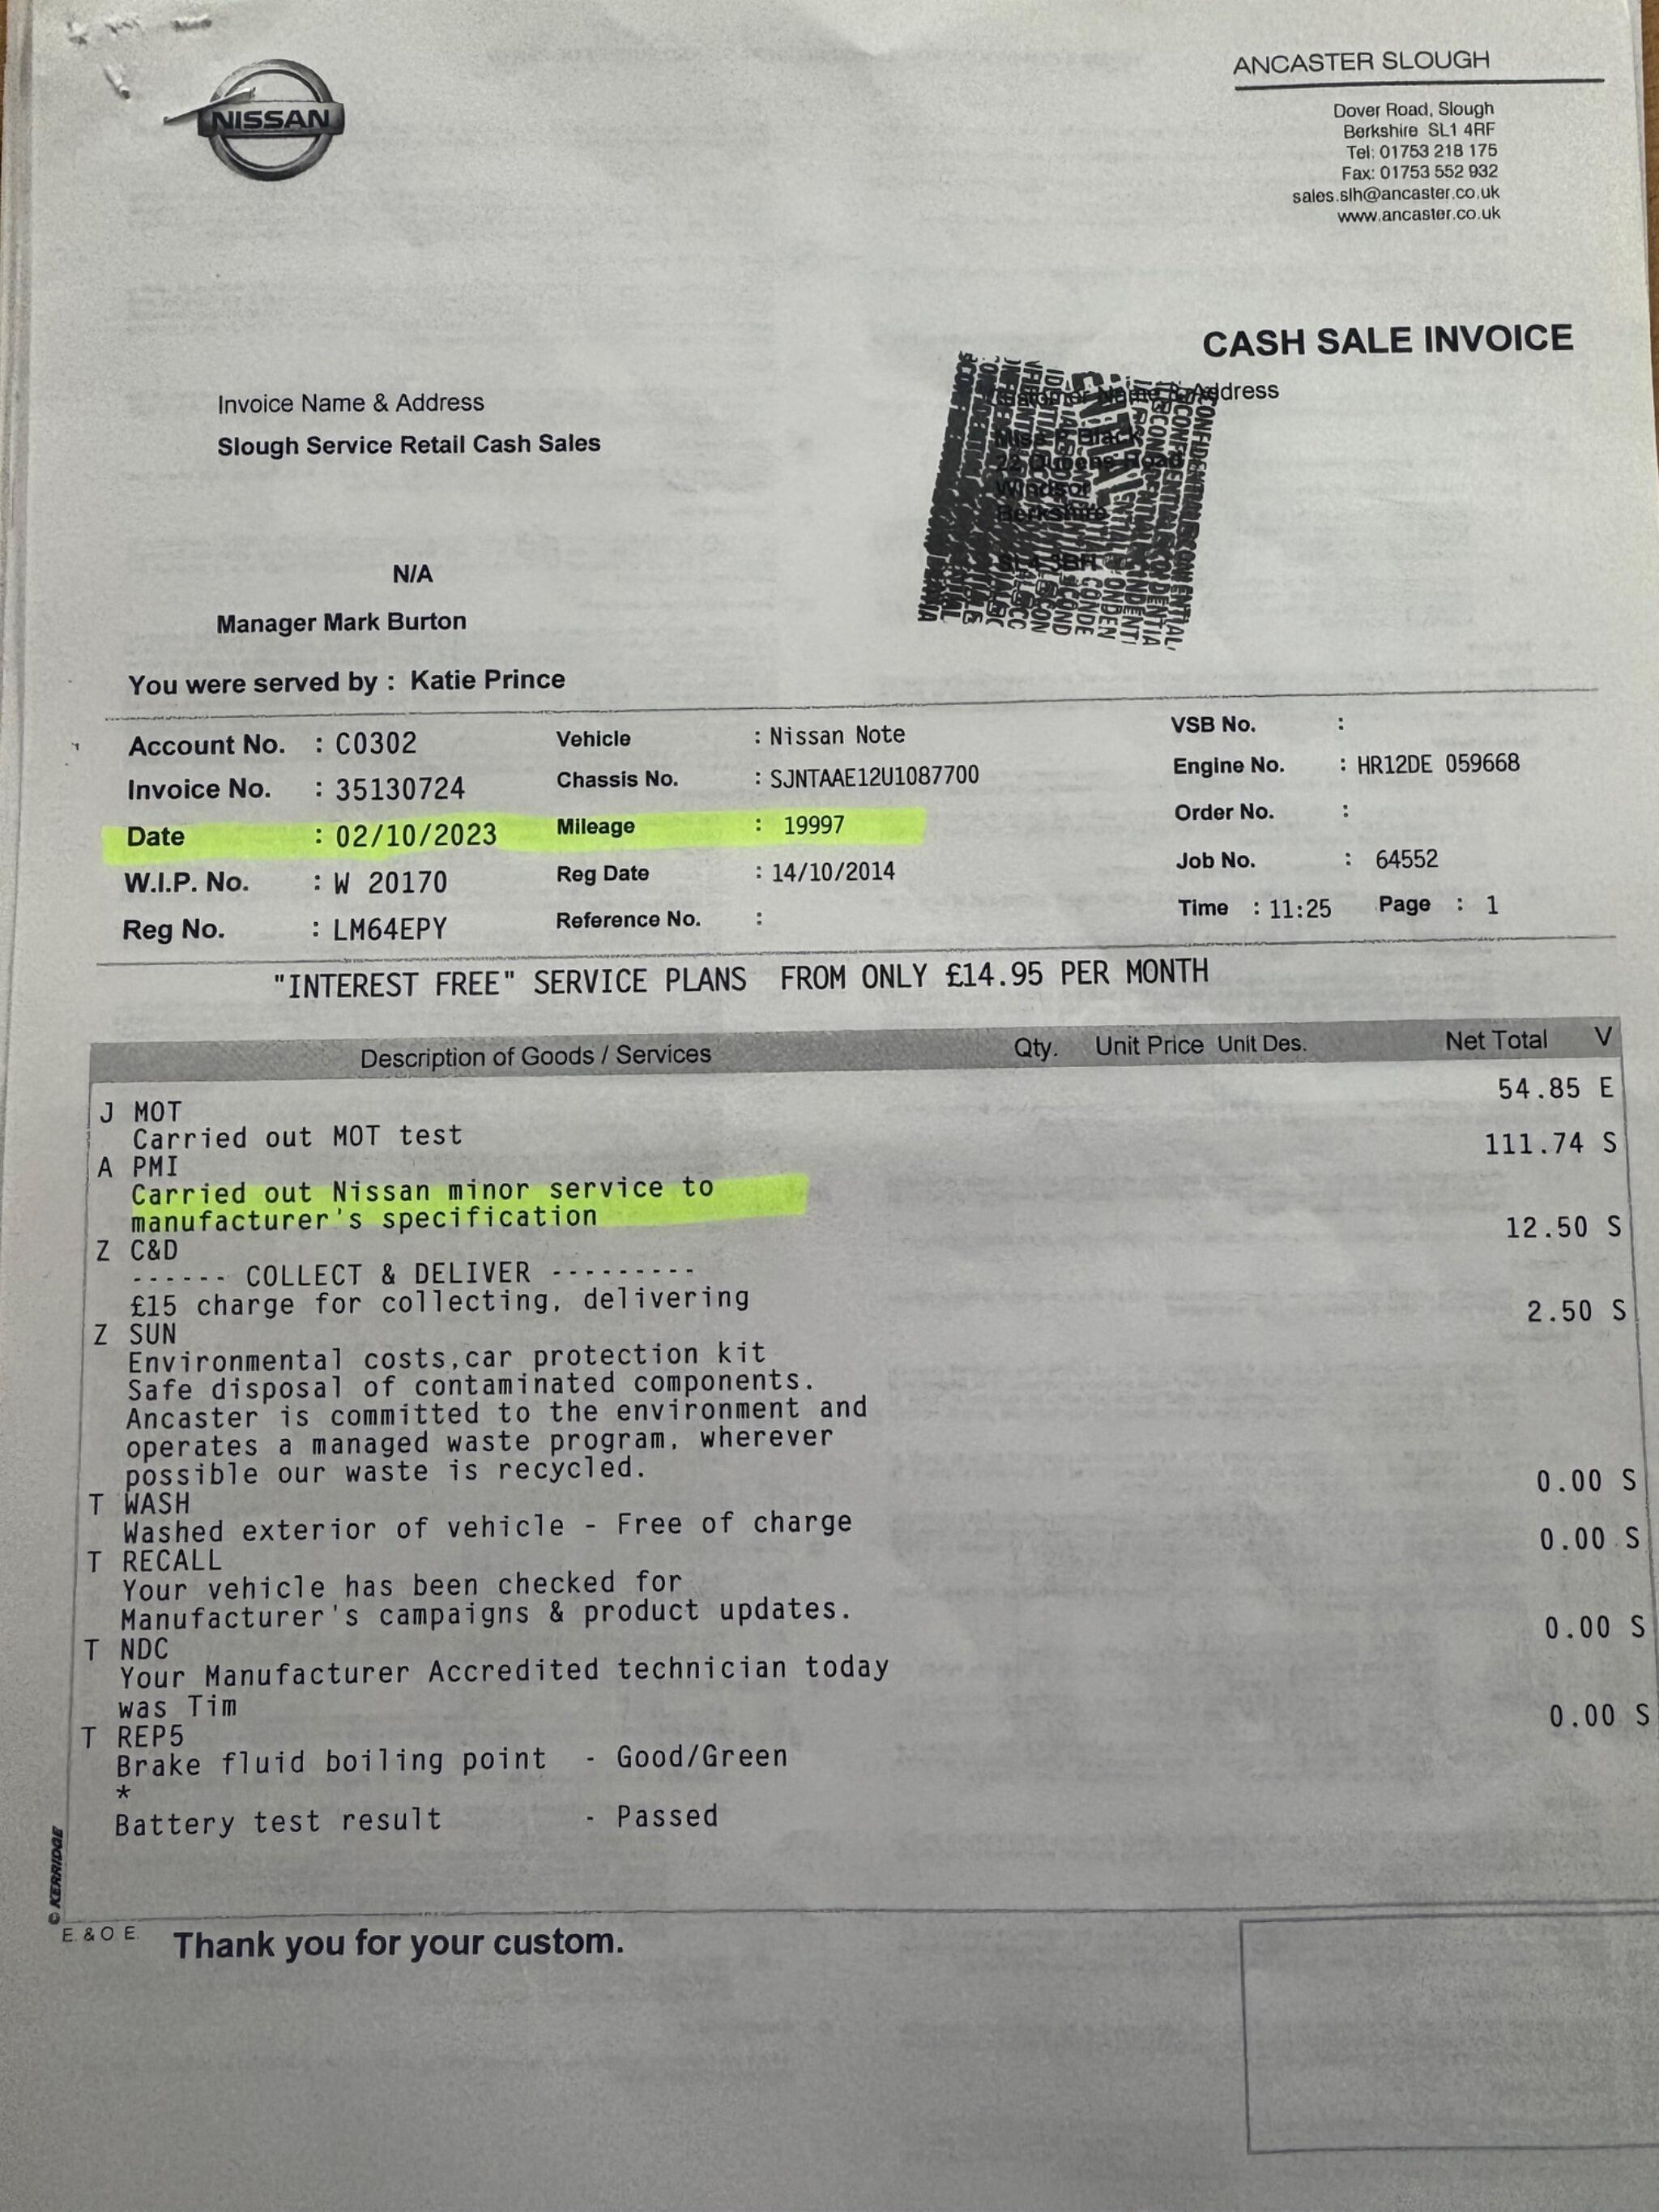 NISSAN
ANCASTER SLOUGH
Dover Road, Slough
Berkshire SL1 4RF
Tel: 01753 218 175
Fax: 01753 552 932
sales.slh@ancaster.co.uk
www.ancaster.co.uk
CASH SALE INVOICE
Invoice Name & Address
Slough Service Retail Cash Sales
N/A
Manager Mark Burton
You were served by : Katie Prince
Account No. : C0302 Vehicle : Nissan Note VSB No. :
Invoice No. : 35130724 Chassis No. : SJNTAAE12U1087700 Engine No. : HR12DE 059668
Date : 02/10/2023 Mileage : 19997 Order No. :
W.I.P. No. : W 20170 Reg Date : 14/10/2014 Job No. : 64552
Reg No. : LM64EPY Reference No. : Time : 11:25 Page : 1
"INTEREST FREE" SERVICE PLANS FROM ONLY £14.95 PER MONTH
Description of Goods / Services Qty. Unit Price Unit Des. Net Total V
J MOT 54.85 E
Carried out MOT test
A PMI 111.74 S
Carried out Nissan minor service to
manufacturer's specification
Z C&D 12.50 S
------ COLLECT & DELIVER ---------
£15 charge for collecting, delivering
Z SUN 2.50 S
Environmental costs,car protection kit
Safe disposal of contaminated components.
Ancaster is committed to the environment and
operates a managed waste program, wherever
possible our waste is recycled.
T WASH 0.00 S
Washed exterior of vehicle - Free of charge
T RECALL 0.00 S
Your vehicle has been checked for
Manufacturer's campaigns & product updates.
T NDC 0.00 S
Your Manufacturer Accredited technician today
was Tim
T REP5 0.00 S
Brake fluid boiling point - Good/Green
*
Battery test result - Passed
© KERRIDGE
E. & O. E. Thank you for your custom.